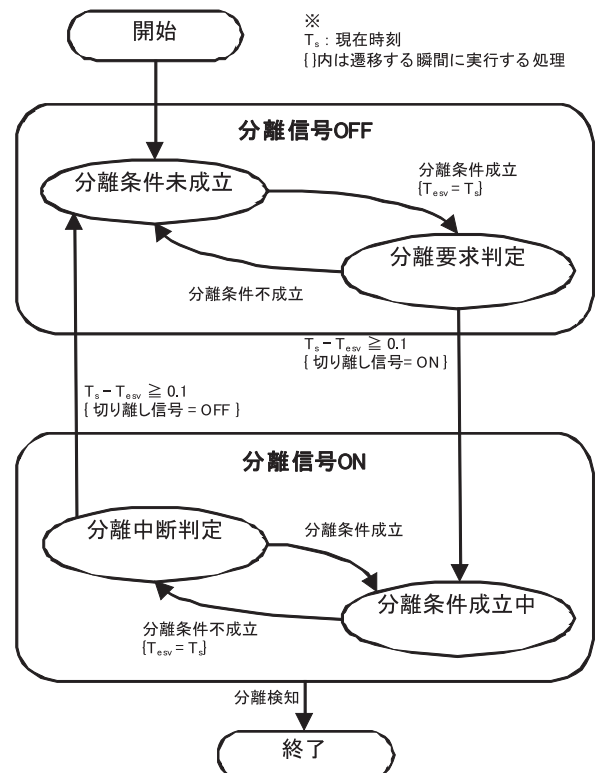 開始
※
Ts : 現在時刻
{ }内は遷移する瞬間に実行する処理
分離信号OFF
分離条件未成立
分離条件成立
{Tesv = Ts}
分離要求判定
分離条件不成立
Ts − Tesv ≧ 0.1
{ 切り離し信号= ON }
Ts − Tesv ≧ 0.1
{ 切り離し信号 = OFF }
分離信号ON
分離中断判定
分離条件成立
分離条件成立中
分離条件不成立
{Tesv = Ts}
分離検知
終了